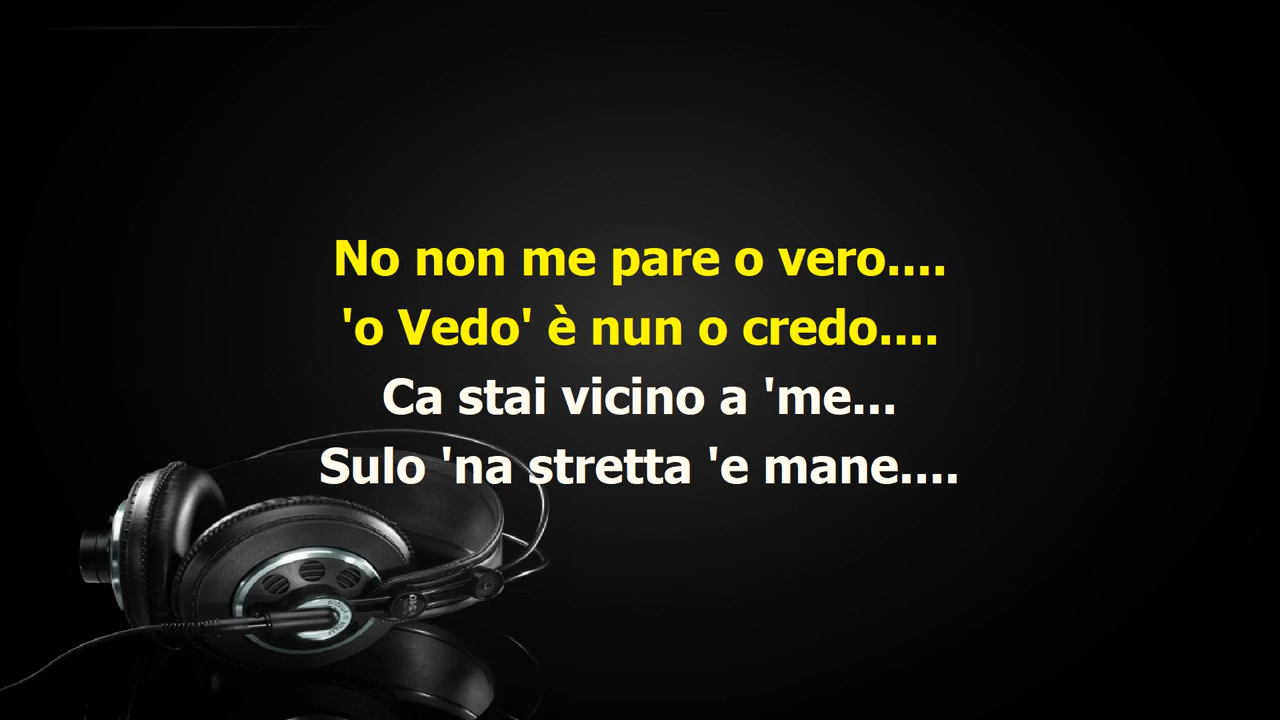 No non me pare o vero....
'o Vedo' è nun o credo....
Ca stai vicino a 'me...
Sulo 'na stretta 'e mane....